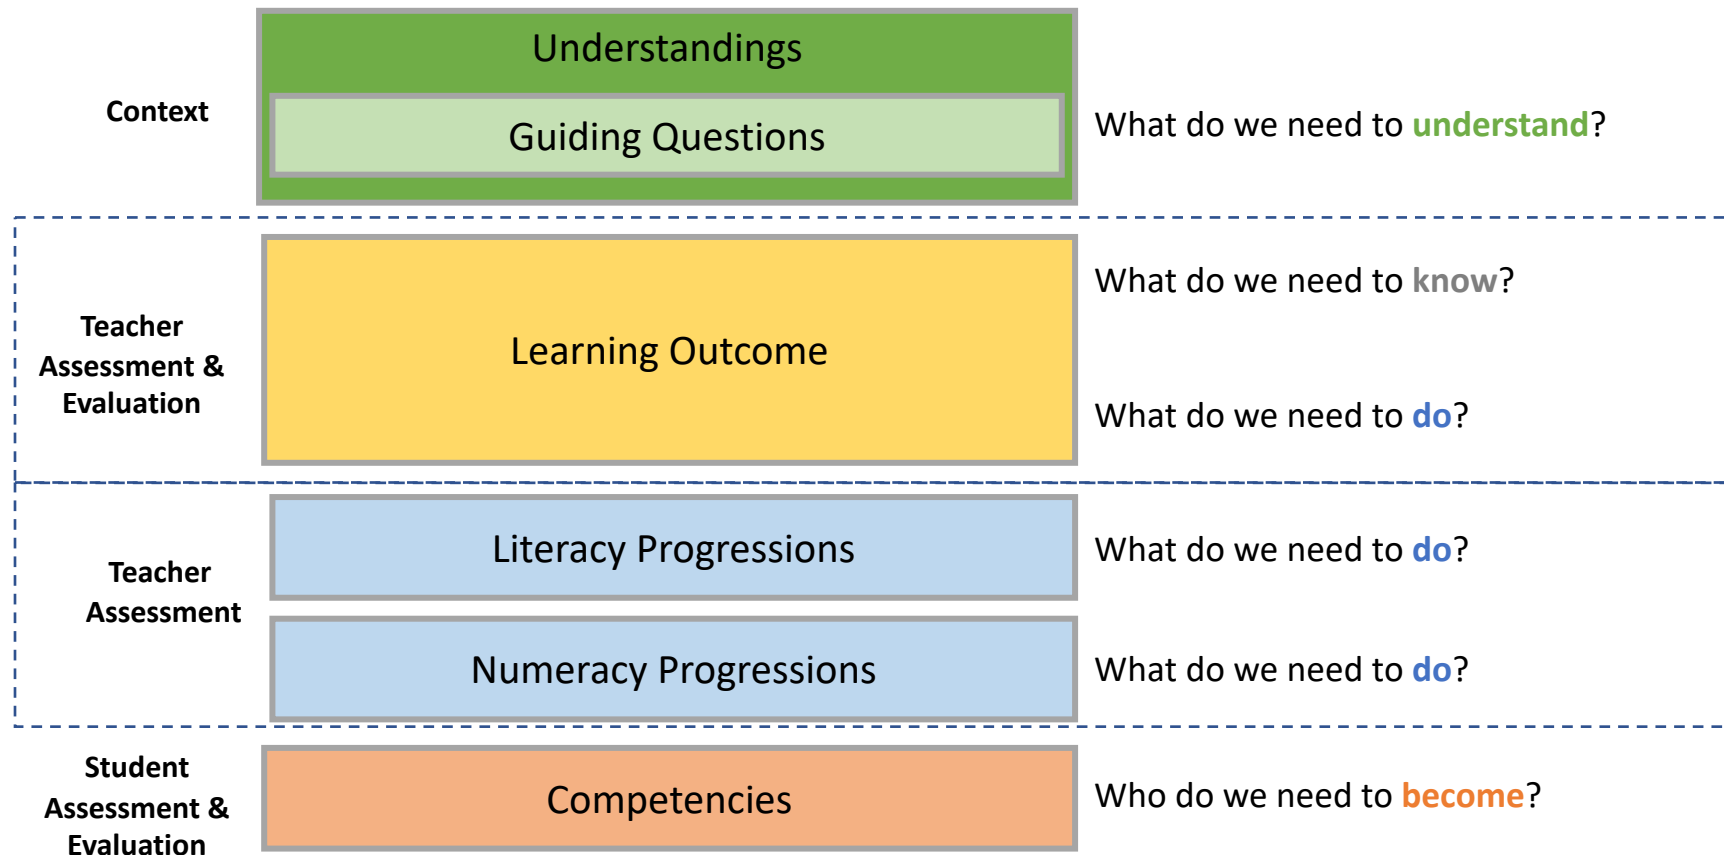 Understandings
Context
Guiding Questions
What do we need to understand?
Teacher
Assessment &
Evaluation
Learning Outcome
What do we need to know?
What do we need to do?
Teacher
Assessment
Literacy Progressions
What do we need to do?
Numeracy Progressions
What do we need to do?
Student
Assessment &
Evaluation
Competencies
Who do we need to become?